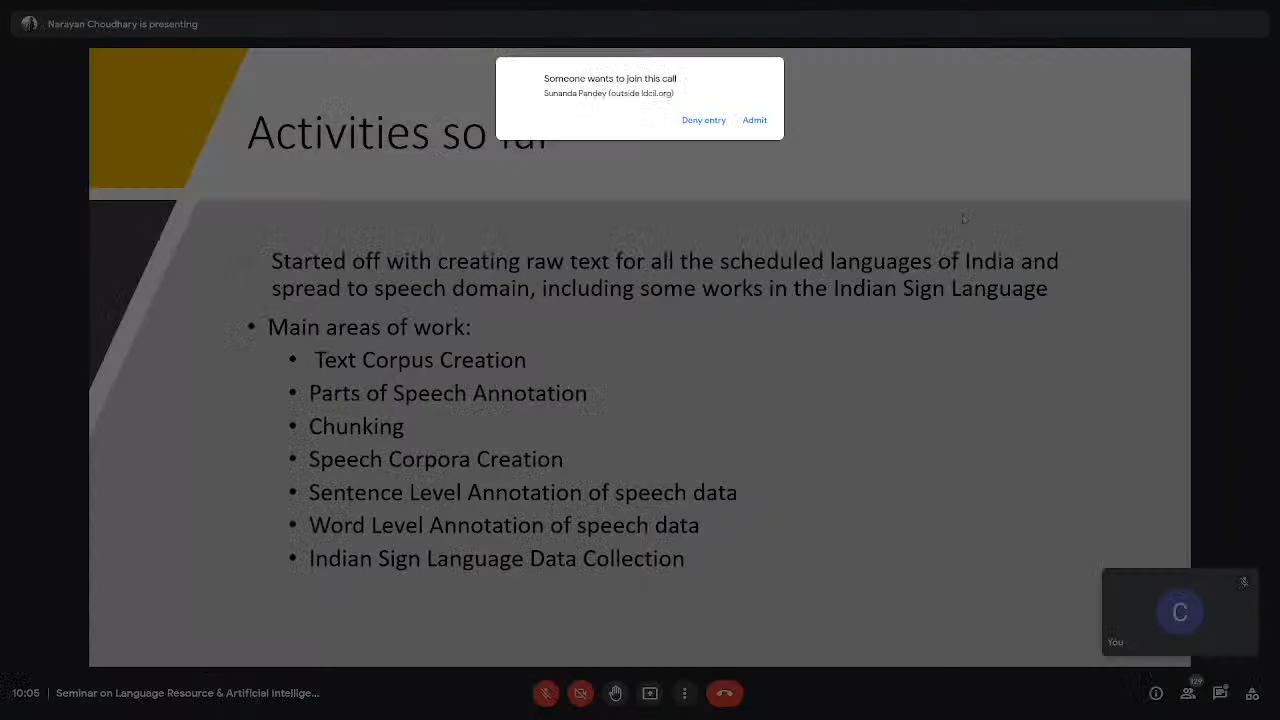 Narayan Choudhary is presenting
Someone wants to join this call
Sunanda Pandey (outside ldcil.org)
Deny entry Admit
Activities so far
Started off with creating raw text for all the scheduled languages of India and
spread to speech domain, including some works in the Indian Sign Language
• Main areas of work:
• Text Corpus Creation
• Parts of Speech Annotation
• Chunking
• Speech Corpora Creation
• Sentence Level Annotation of speech data
• Word Level Annotation of speech data
• Indian Sign Language Data Collection
C
You
10:05 | Seminar on Language Resource & Artificial Intellige...
129